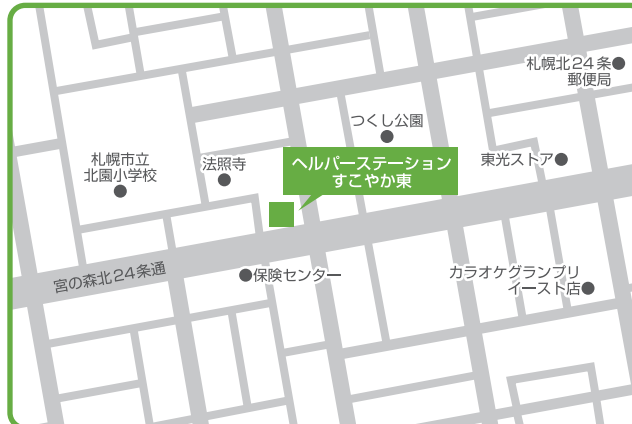 札幌北24条
郵便局
つくし公園
札幌市立
北園小学校
法照寺
ヘルパーステーション
すこやか東
東光ストア
宮の森北24条通
保険センター
カラオケグランプリ
イースト店